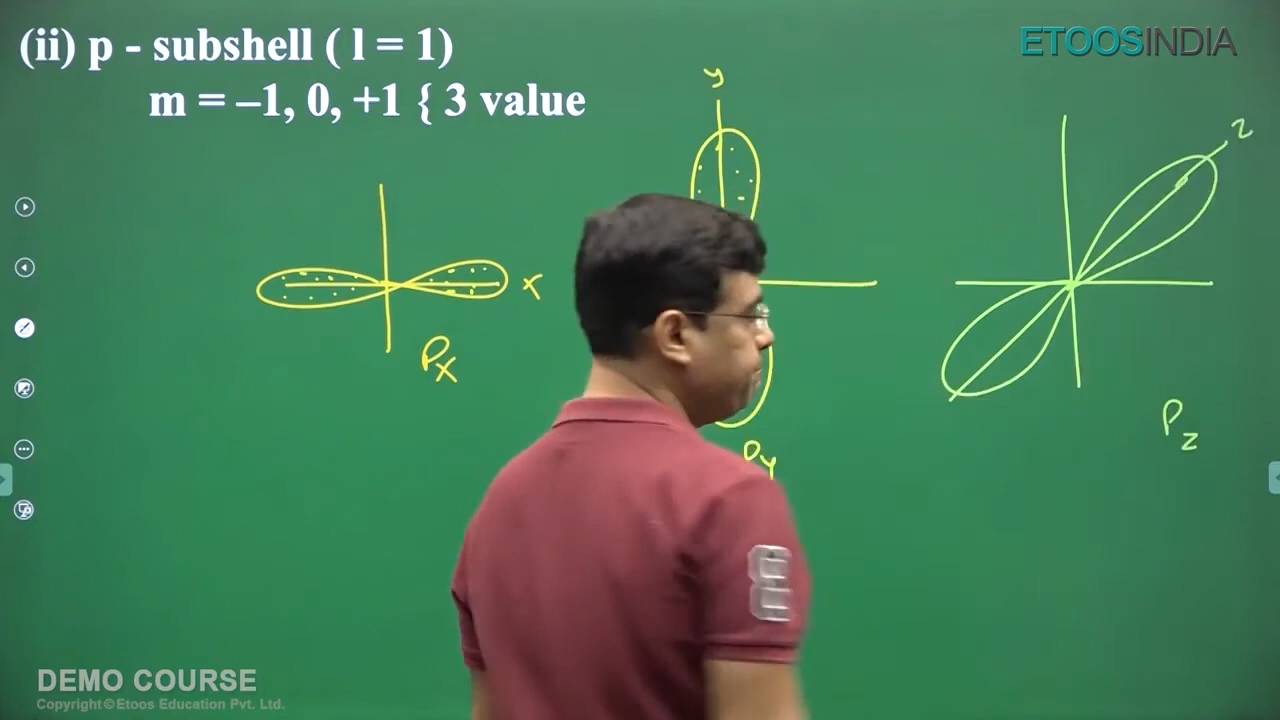 (ii) p - subshell ( l = 1)
m = –1, 0, +1 { 3 value
ETOOSINDIA
y
z
x
Px
Py
Pz
DEMO COURSE
Copyright © Etoos Education Pvt. Ltd.